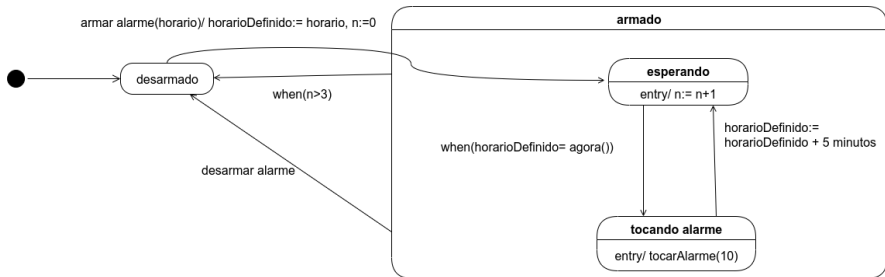 armar alarme(horario)/ horarioDefinido:= horario, n:=0
armado
desarmado
esperando
entry/ n:= n+1
when(n>3)
horarioDefinido:=
horarioDefinido + 5 minutos
when(horarioDefinido= agora())
desarmar alarme
tocando alarme
entry/ tocarAlarme(10)